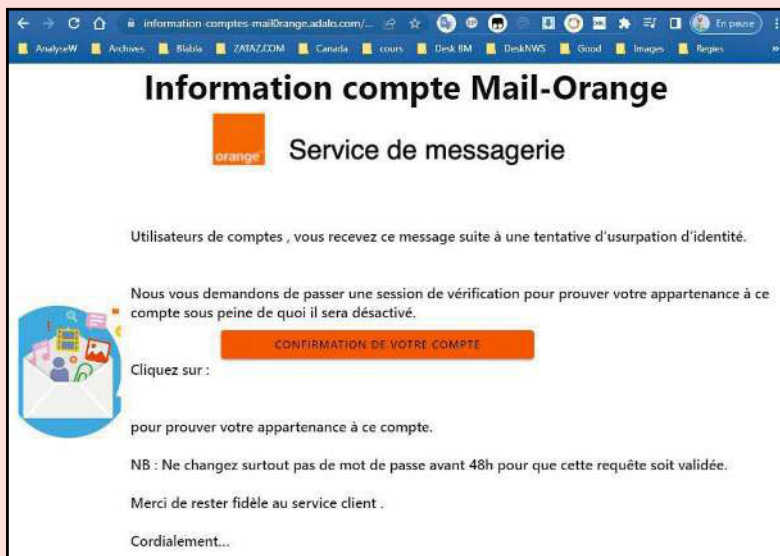 information-comptes-mail0range.adalo.com/...
En pause
AnalyseW Archives Blabla ZATAZ.COM Canada cours Desk BM DeskNWS Good Images Regies »
Information compte Mail-Orange
orange
Service de messagerie
Utilisateurs de comptes , vous recevez ce message suite à une tentative d'usurpation d'identité.
Nous vous demandons de passer une session de vérification pour prouver votre appartenance à ce
compte sous peine de quoi il sera désactivé.
CONFIRMATION DE VOTRE COMPTE
Cliquez sur :
pour prouver votre appartenance à ce compte.
NB : Ne changez surtout pas de mot de passe avant 48h pour que cette requête soit validée.
Merci de rester fidèle au service client .
Cordialement...